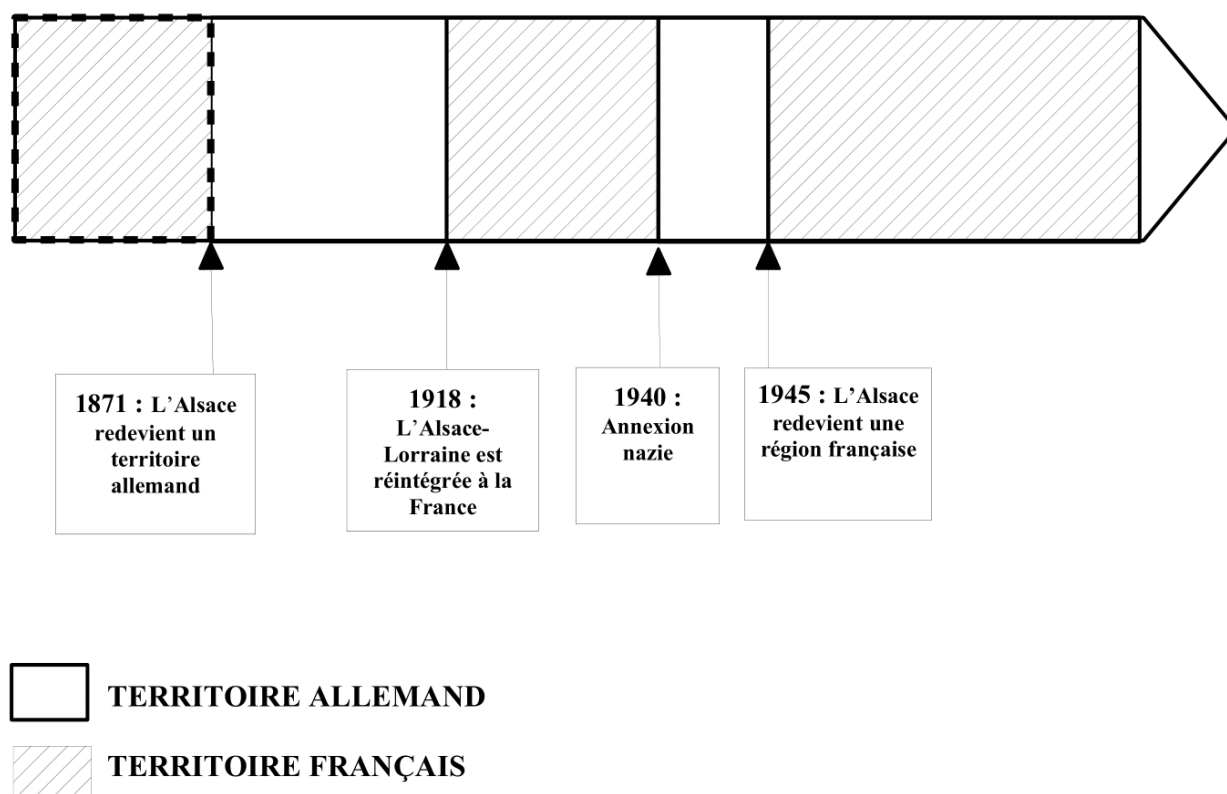 1871 : L’Alsace
redevient un
territoire
allemand
1918 :
L’Alsace-
Lorraine est
réintégrée à la
France
1940 :
Annexion
nazie
1945 : L’Alsace
redevient une
région française
TERRITOIRE ALLEMAND
TERRITOIRE FRANÇAIS